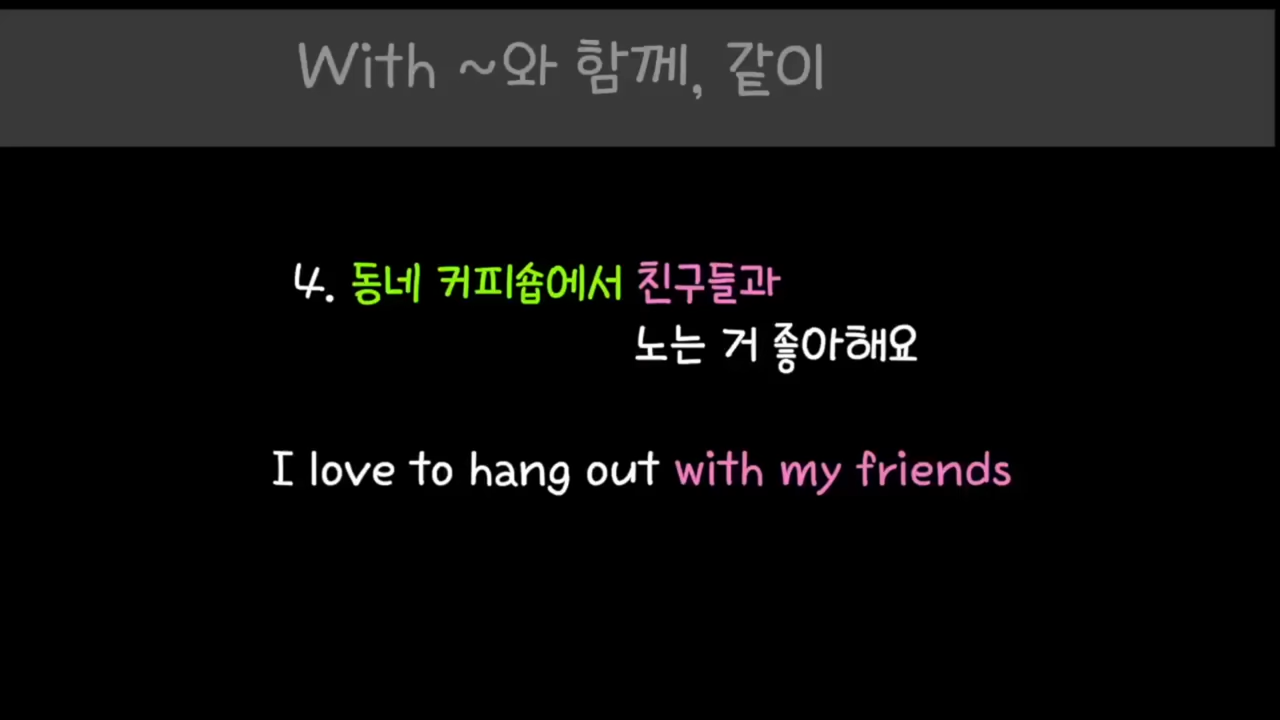 With ~와 함께, 같이
4. 동네 커피숍에서 친구들과
노는 거 좋아해요
I love to hang out with my friends